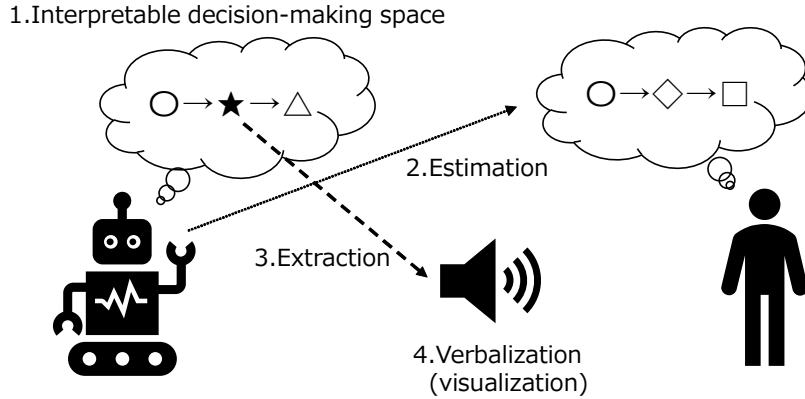 1.Interpretable decision-making space
2.Estimation
3.Extraction
4.Verbalization
(visualization)